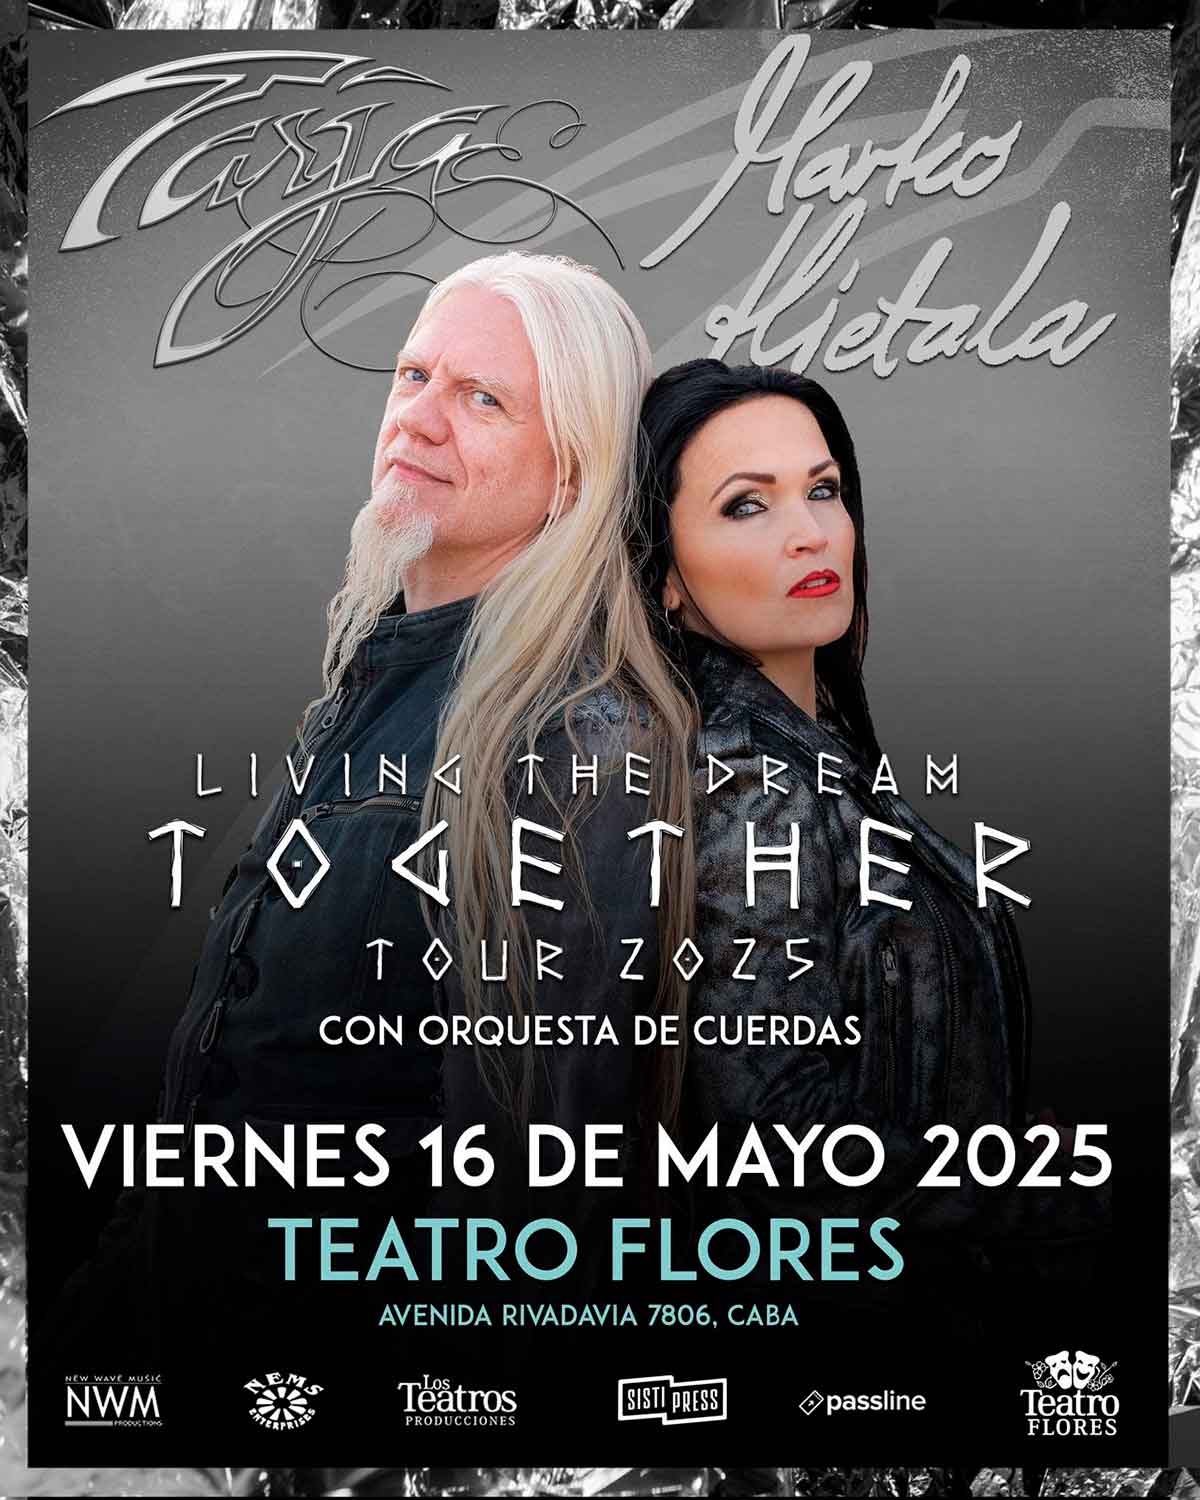 Tarja
Marko
Hietala
LIVING THE DREAM
TOGETHER
TOUR 2025
CON ORQUESTA DE CUERDAS
VIERNES 16 DE MAYO 2025
TEATRO FLORES
AVENIDA RIVADAVIA 7806, CABA
NEW WAVE MUSIC
NWM
PRODUCTIONS
NEMS
ENTERPRISES
Los
Teatros
PRODUCCIONES
SISTI PRESS
passline
Teatro
FLORES